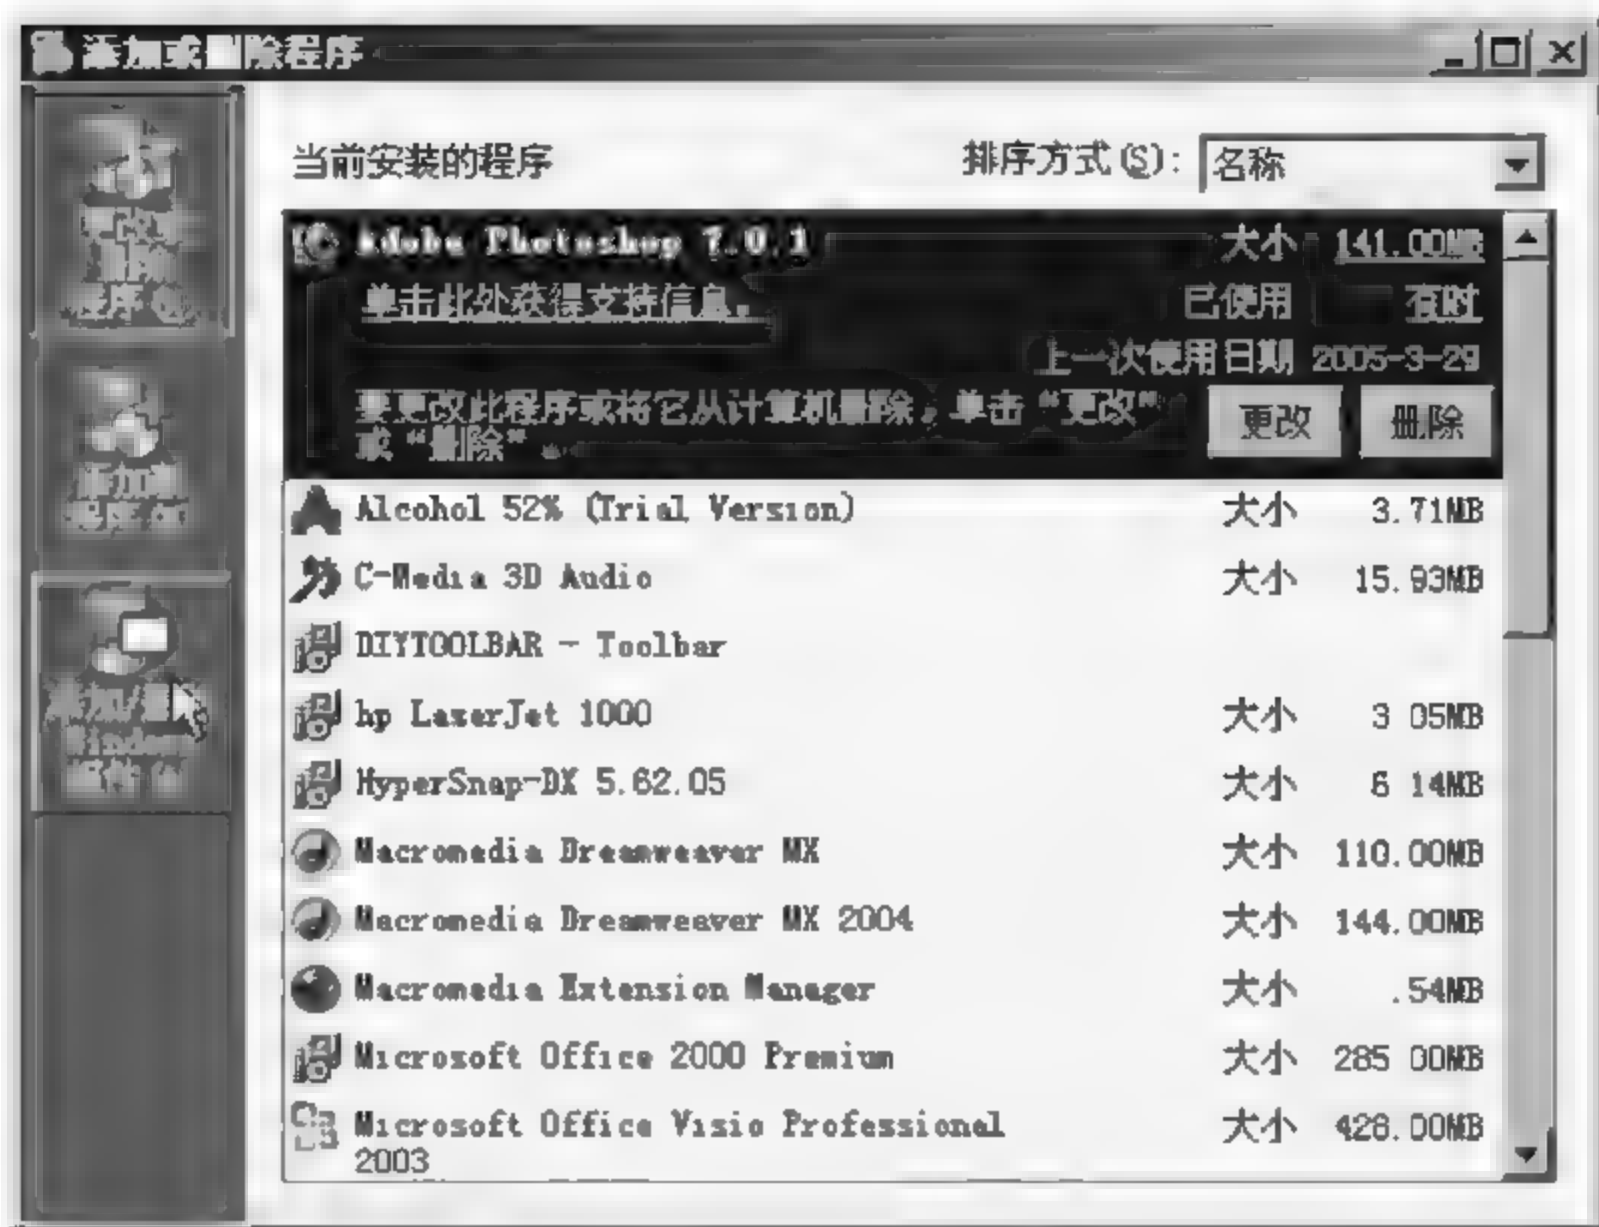 添加或删除程序
当前安装的程序 排序方式(S): 名称
Adobe Photoshop 7.0.1 大小 141.00MB
单击此处获得支持信息。 已使用 有时
上一次使用日期 2005-3-29
要更改此程序或将它从计算机删除，单击“更改” 更改 删除
或“删除”。
Alcohol 52% (Trial Version) 大小 3.71MB
C-Media 3D Audio 大小 15.93MB
DIYTOOLBAR - Toolbar
hp LaserJet 1000 大小 3 05MB
HyperSnap-DX 5.62.05 大小 6 14MB
Macromedia Dreamweaver MX 大小 110.00MB
Macromedia Dreamweaver MX 2004 大小 144.00MB
Macromedia Extension Manager 大小 .54MB
Microsoft Office 2000 Premium 大小 285 00MB
Microsoft Office Visio Professional 大小 428.00MB
2003